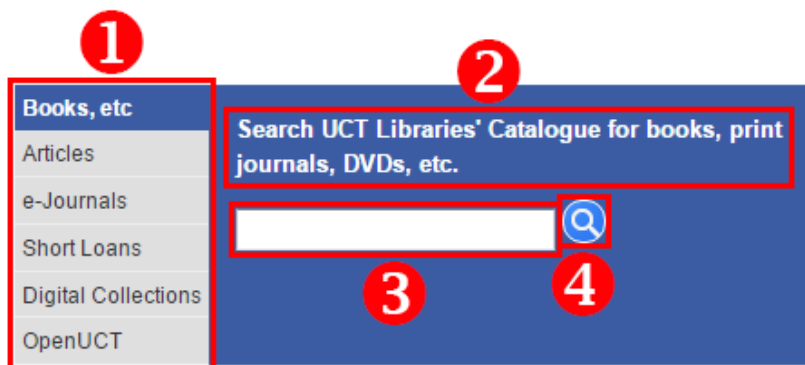 1
2
Books, etc
Articles
e-Journals
Short Loans
Digital Collections
OpenUCT
Search UCT Libraries' Catalogue for books, print
journals, DVDs, etc.
3
4